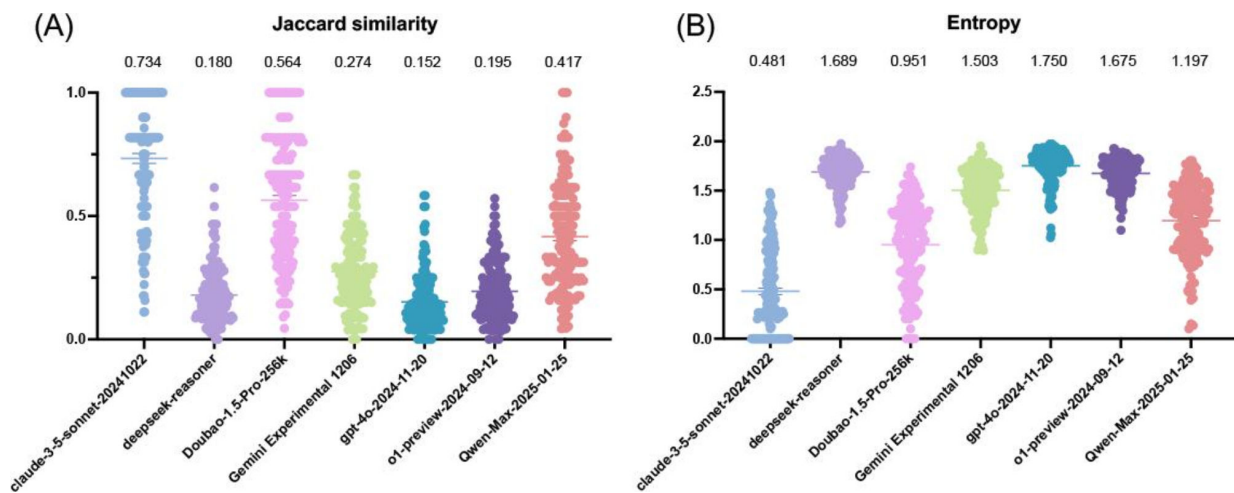 (A)
Jaccard similarity
0.734 0.180 0.564 0.274 0.152 0.195 0.417
1.0
0.5
0.0
claude-3-5-sonnet-20241022
deepseek-reasoner
Doubao-1.5-Pro-256k
Gemini Experimental 1206
gpt-4o-2024-11-20
o1-preview-2024-09-12
Qwen-Max-2025-01-25
(B)
Entropy
0.481 1.689 0.951 1.503 1.750 1.675 1.197
2.5
2.0
1.5
1.0
0.5
0.0
claude-3-5-sonnet-20241022
deepseek-reasoner
Doubao-1.5-Pro-256k
Gemini Experimental 1206
gpt-4o-2024-11-20
o1-preview-2024-09-12
Qwen-Max-2025-01-25